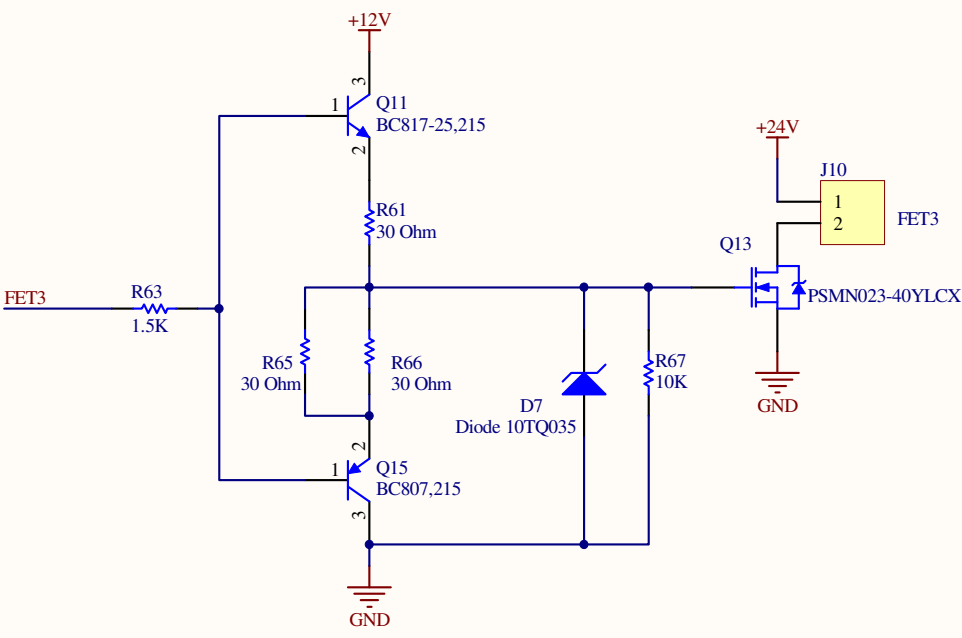 +12V
3
1
Q11
BC817-25,215
2
+24V
J10
1
2
FET3
R61
30 Ohm
Q13
FET3
R63
1.5K
PSMN023-40YLCX
R65
30 Ohm
R66
30 Ohm
R67
10K
D7
Diode 10TQ035
GND
2
1
Q15
BC807,215
3
GND